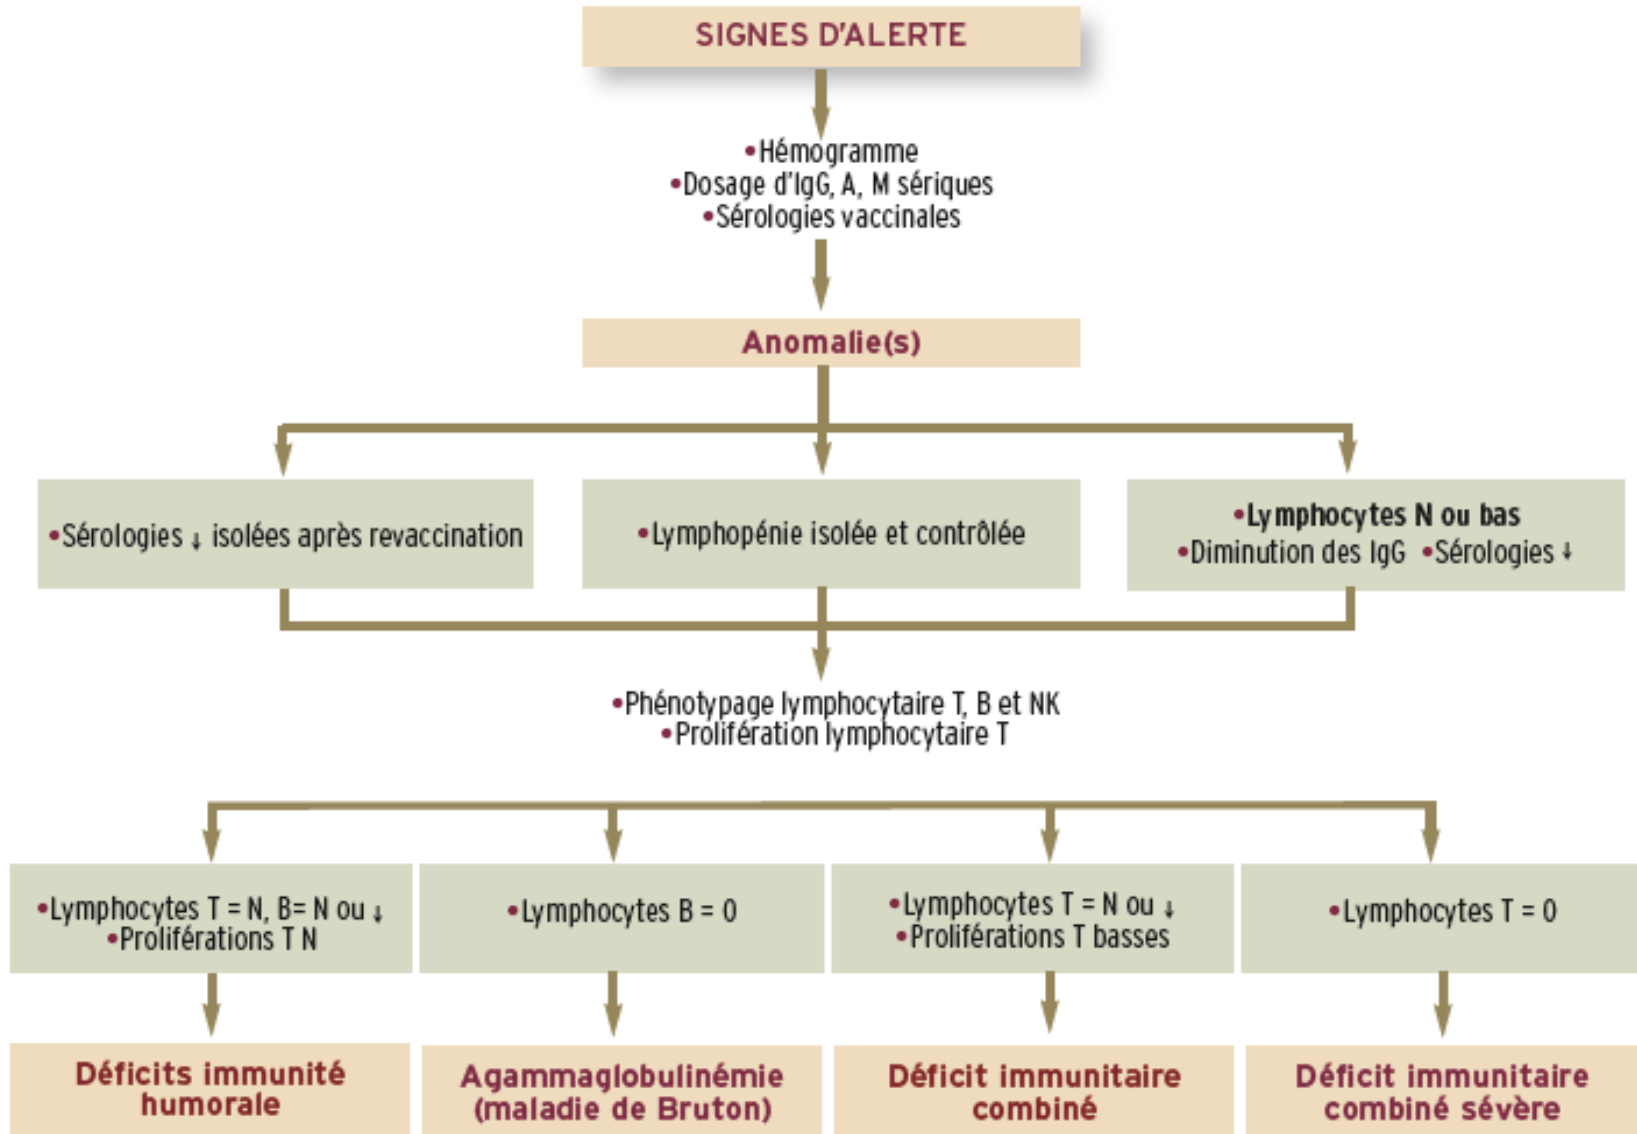 SIGNES D'ALERTE
•Hémogramme
•Dosage d'IgG, A, M sériques
•Sérologies vaccinales
Anomalie(s)
•Sérologies ↓ isolées après revaccination
•Lymphopénie isolée et contrôlée
•Lymphocytes N ou bas
•Diminution des IgG •Sérologies ↓
•Phénotypage lymphocytaire T, B et NK
•Prolifération lymphocytaire T
•Lymphocytes T = N, B= N ou ↓
•Proliférations T N
•Lymphocytes B = 0
•Lymphocytes T = N ou ↓
•Proliférations T basses
•Lymphocytes T = 0
Déficits immunité
humorale
Agammaglobulinémie
(maladie de Bruton)
Déficit immunitaire
combiné
Déficit immunitaire
combiné sévère